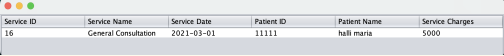 Service ID Service Name Service Date Patient ID Patient Name Service Charges
16 General Consultation 2021-03-01 11111 halli maria 5000